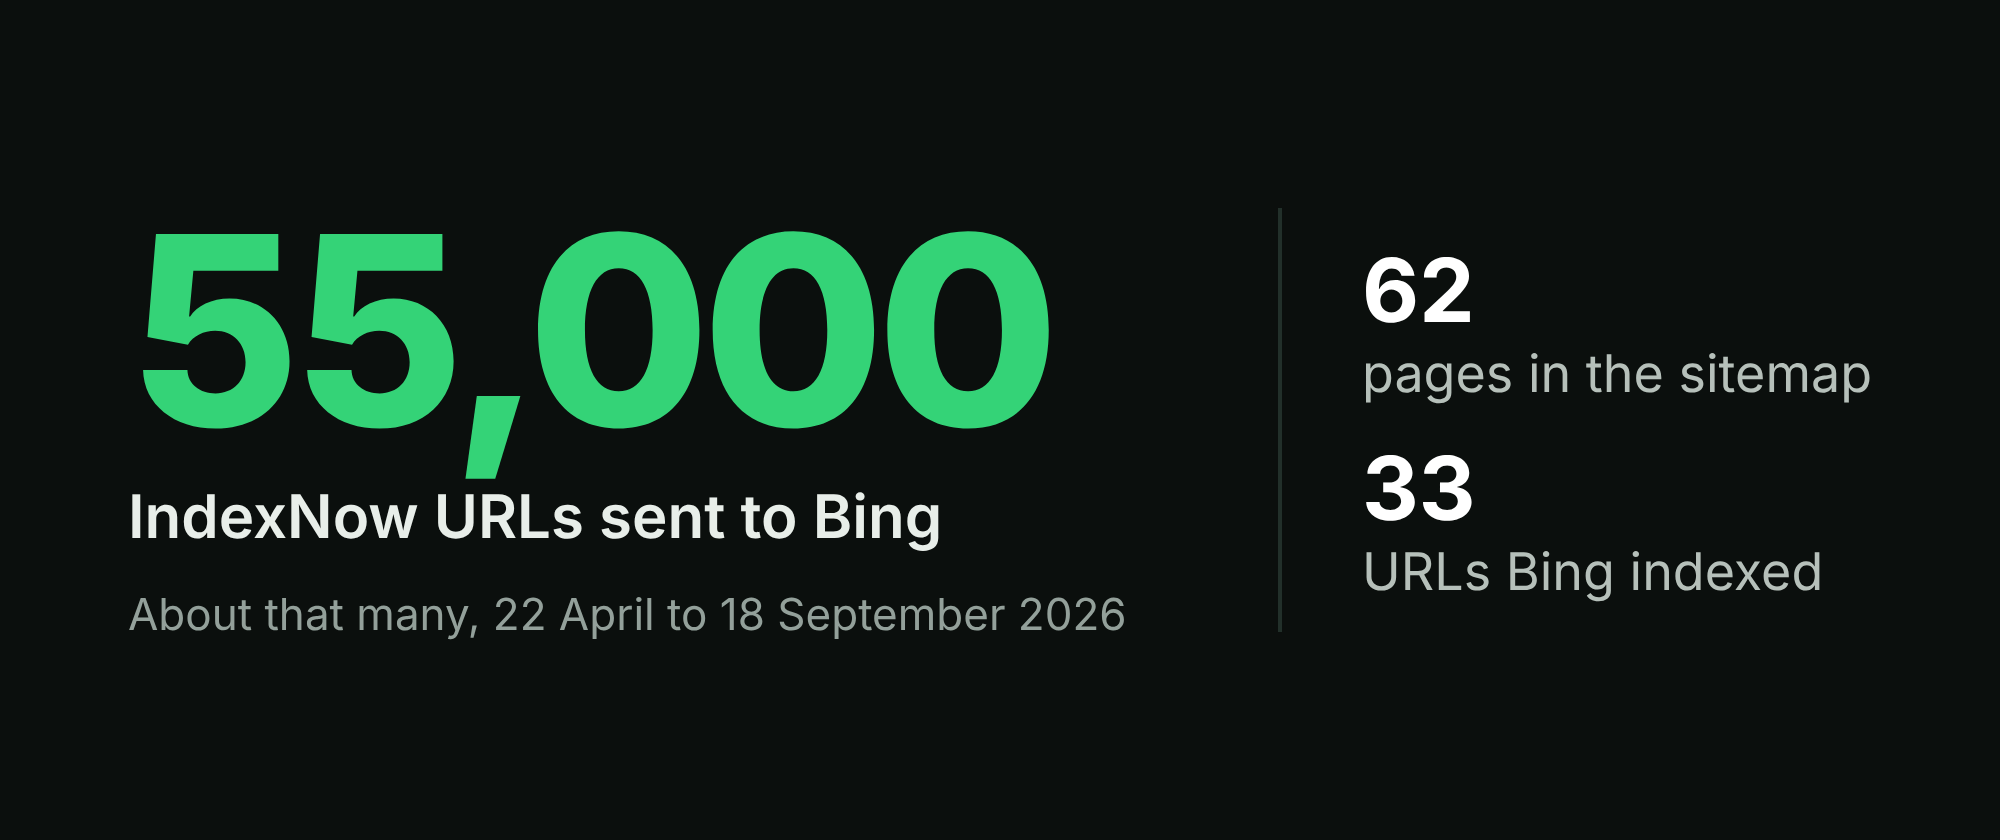 55,000
IndexNow URLs sent to Bing
About that many, 22 April to 18 September 2026
62
pages in the sitemap
33
URLs Bing indexed